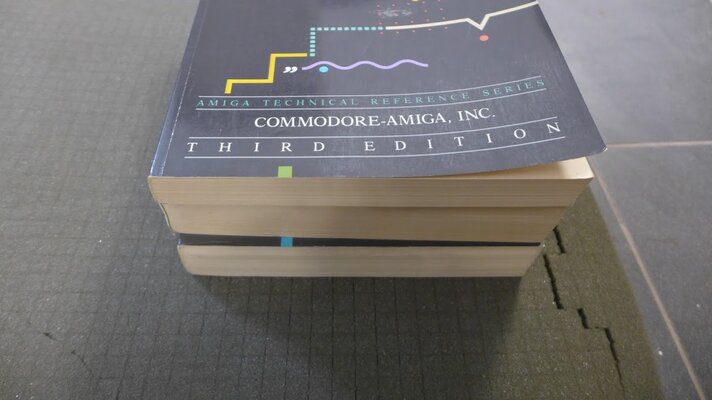 AMIGA TECHNICAL REFERENCE SERIES
COMMODORE-AMIGA, INC.
THIRD EDITION